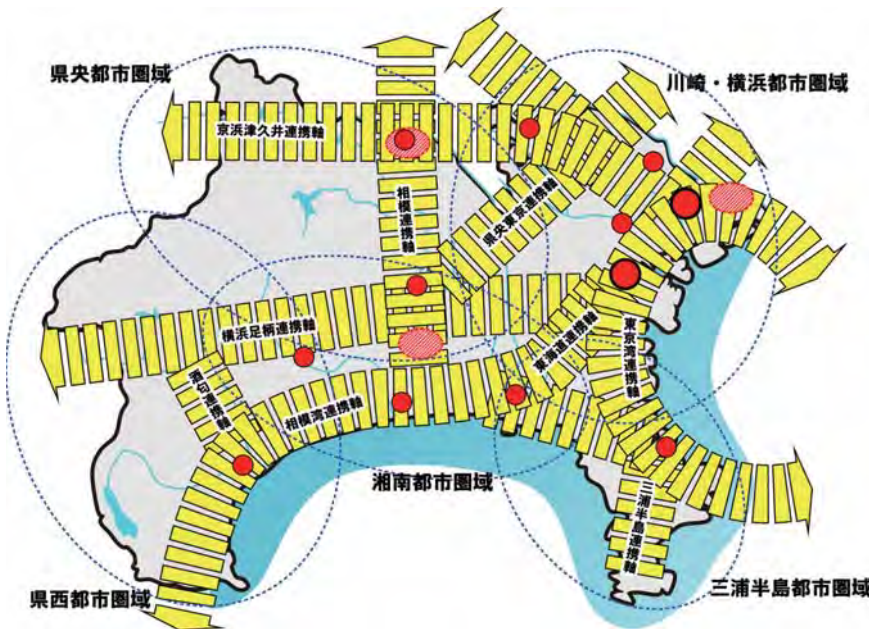 県央都市圏域
川崎・横浜都市圏域
京浜津久井連携軸
相模連携軸
県央東京連携軸
横浜足柄連携軸
東海道連携軸
東京湾連携軸
酒匂連携軸
相模湾連携軸
湘南都市圏域
三浦半島連携軸
県西都市圏域
三浦半島都市圏域